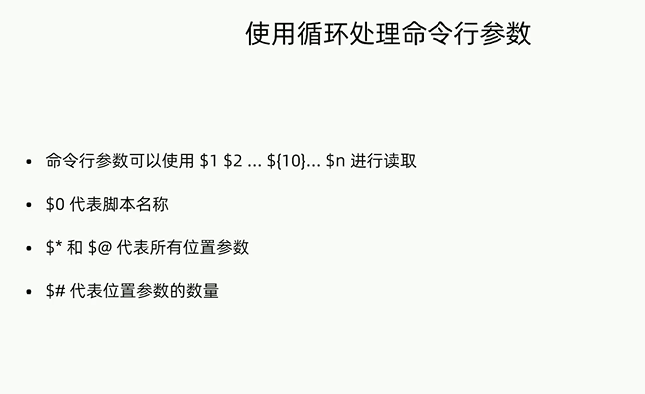 使用循环处理命令行参数
• 命令行参数可以使用 $1 $2 ... ${10}... $n 进行读取
• $0 代表脚本名称
• $* 和 $@ 代表所有位置参数
• $# 代表位置参数的数量